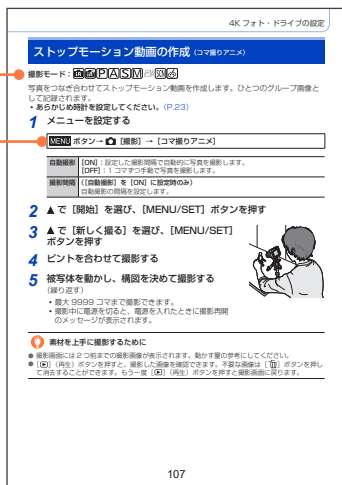 4K フォト・ドライブの設定
ストップモーション動画の作成 (コマ撮りアニメ)
撮影モード：
写真をつなぎ合わせてストップモーション動画を作成します。ひとつのグループ画像と
して記録されます。
• あらかじめ時計を設定してください。(P.23)
1 メニューを設定する
MENU ボタン→ [撮影] → [コマ撮りアニメ]
自動撮影 [ON]：設定した撮影間隔で自動的に写真を撮影します。
[OFF]：1 コマずつ手動で写真を撮影します。
撮影間隔 ([自動撮影] を [ON] に設定時のみ)
自動撮影の間隔を設定します。
2 ▲ で [開始] を選び、[MENU/SET] ボタンを押す
3 ▲ で [新しく撮る] を選び、[MENU/SET]
ボタンを押す
4 ピントを合わせて撮影する
5 被写体を動かし、構図を決めて撮影する
(繰り返す)
• 最大 9999 コマまで撮影できます。
• 撮影中に電源を切ると、電源を入れたときに撮影再開
のメッセージが表示されます。
素材を上手に撮影するために
● 撮影画面には 2 つ前までの撮影画像が表示されます。動かす量の参考にしてください。
● [▶] (再生) ボタンを押すと、撮影した画像を確認できます。不要な画像は [ ] ボタンを押し
て消去することができます。もう一度 [▶] (再生) ボタンを押すと撮影画面に戻ります。
107